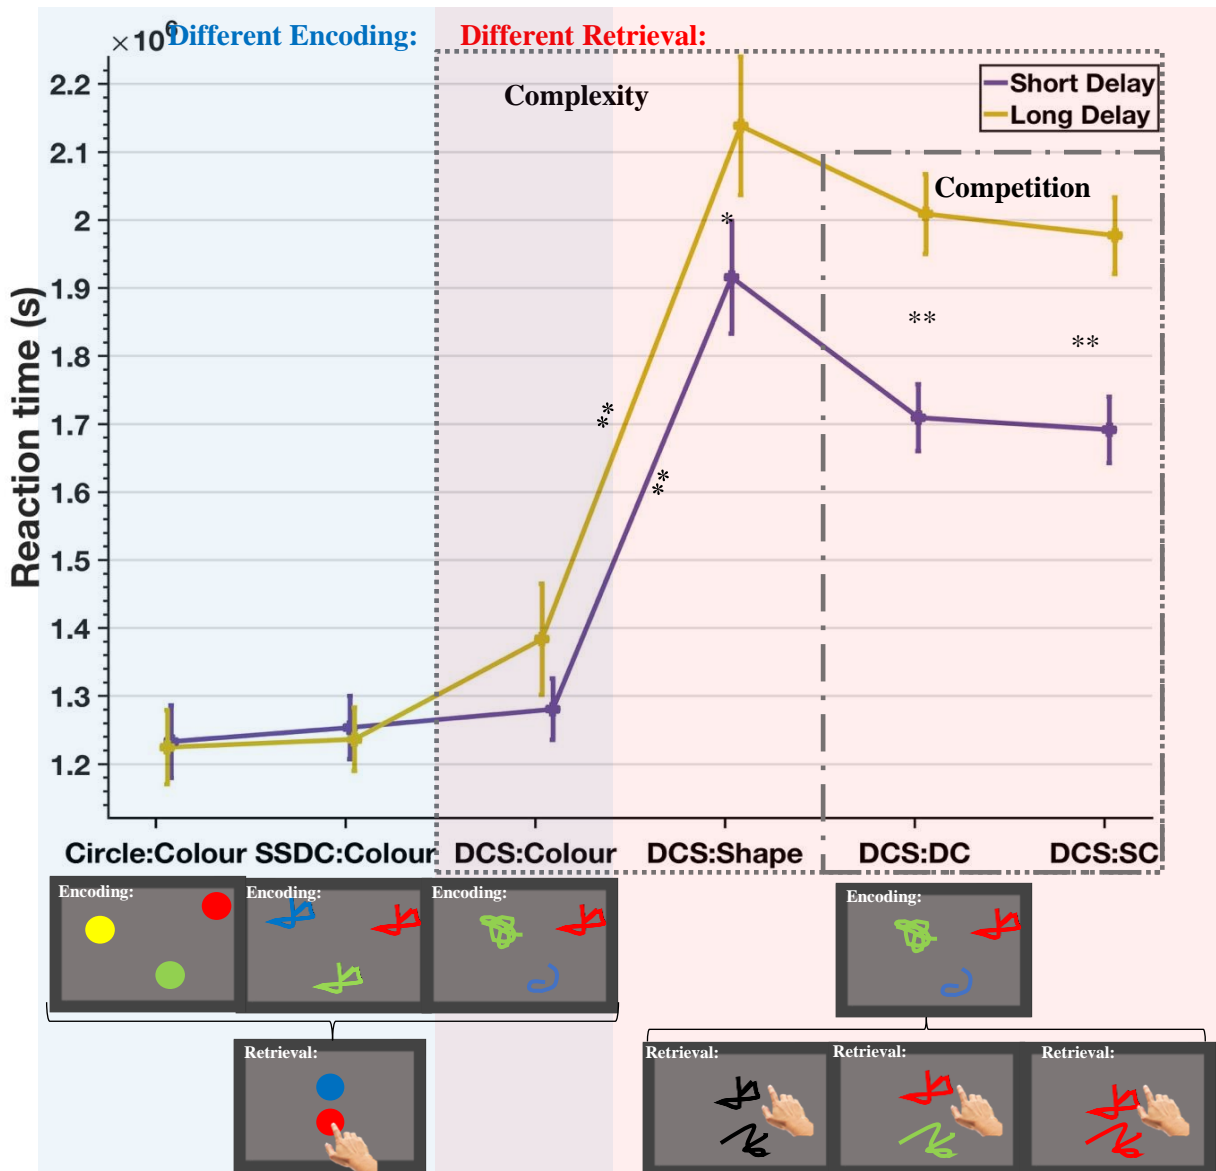 ×10⁶
Different Encoding:
Different Retrieval:
Complexity
Short Delay
Long Delay
Competition
2.2
2.1
2
1.9
1.8
1.7
1.6
1.5
1.4
1.3
1.2
Reaction time (s)
*
**
**
**
**
Circle:Colour SSDC:Colour DCS:Colour DCS:Shape DCS:DC DCS:SC
Encoding: Encoding: Encoding: Encoding:
Retrieval: Retrieval: Retrieval: Retrieval: